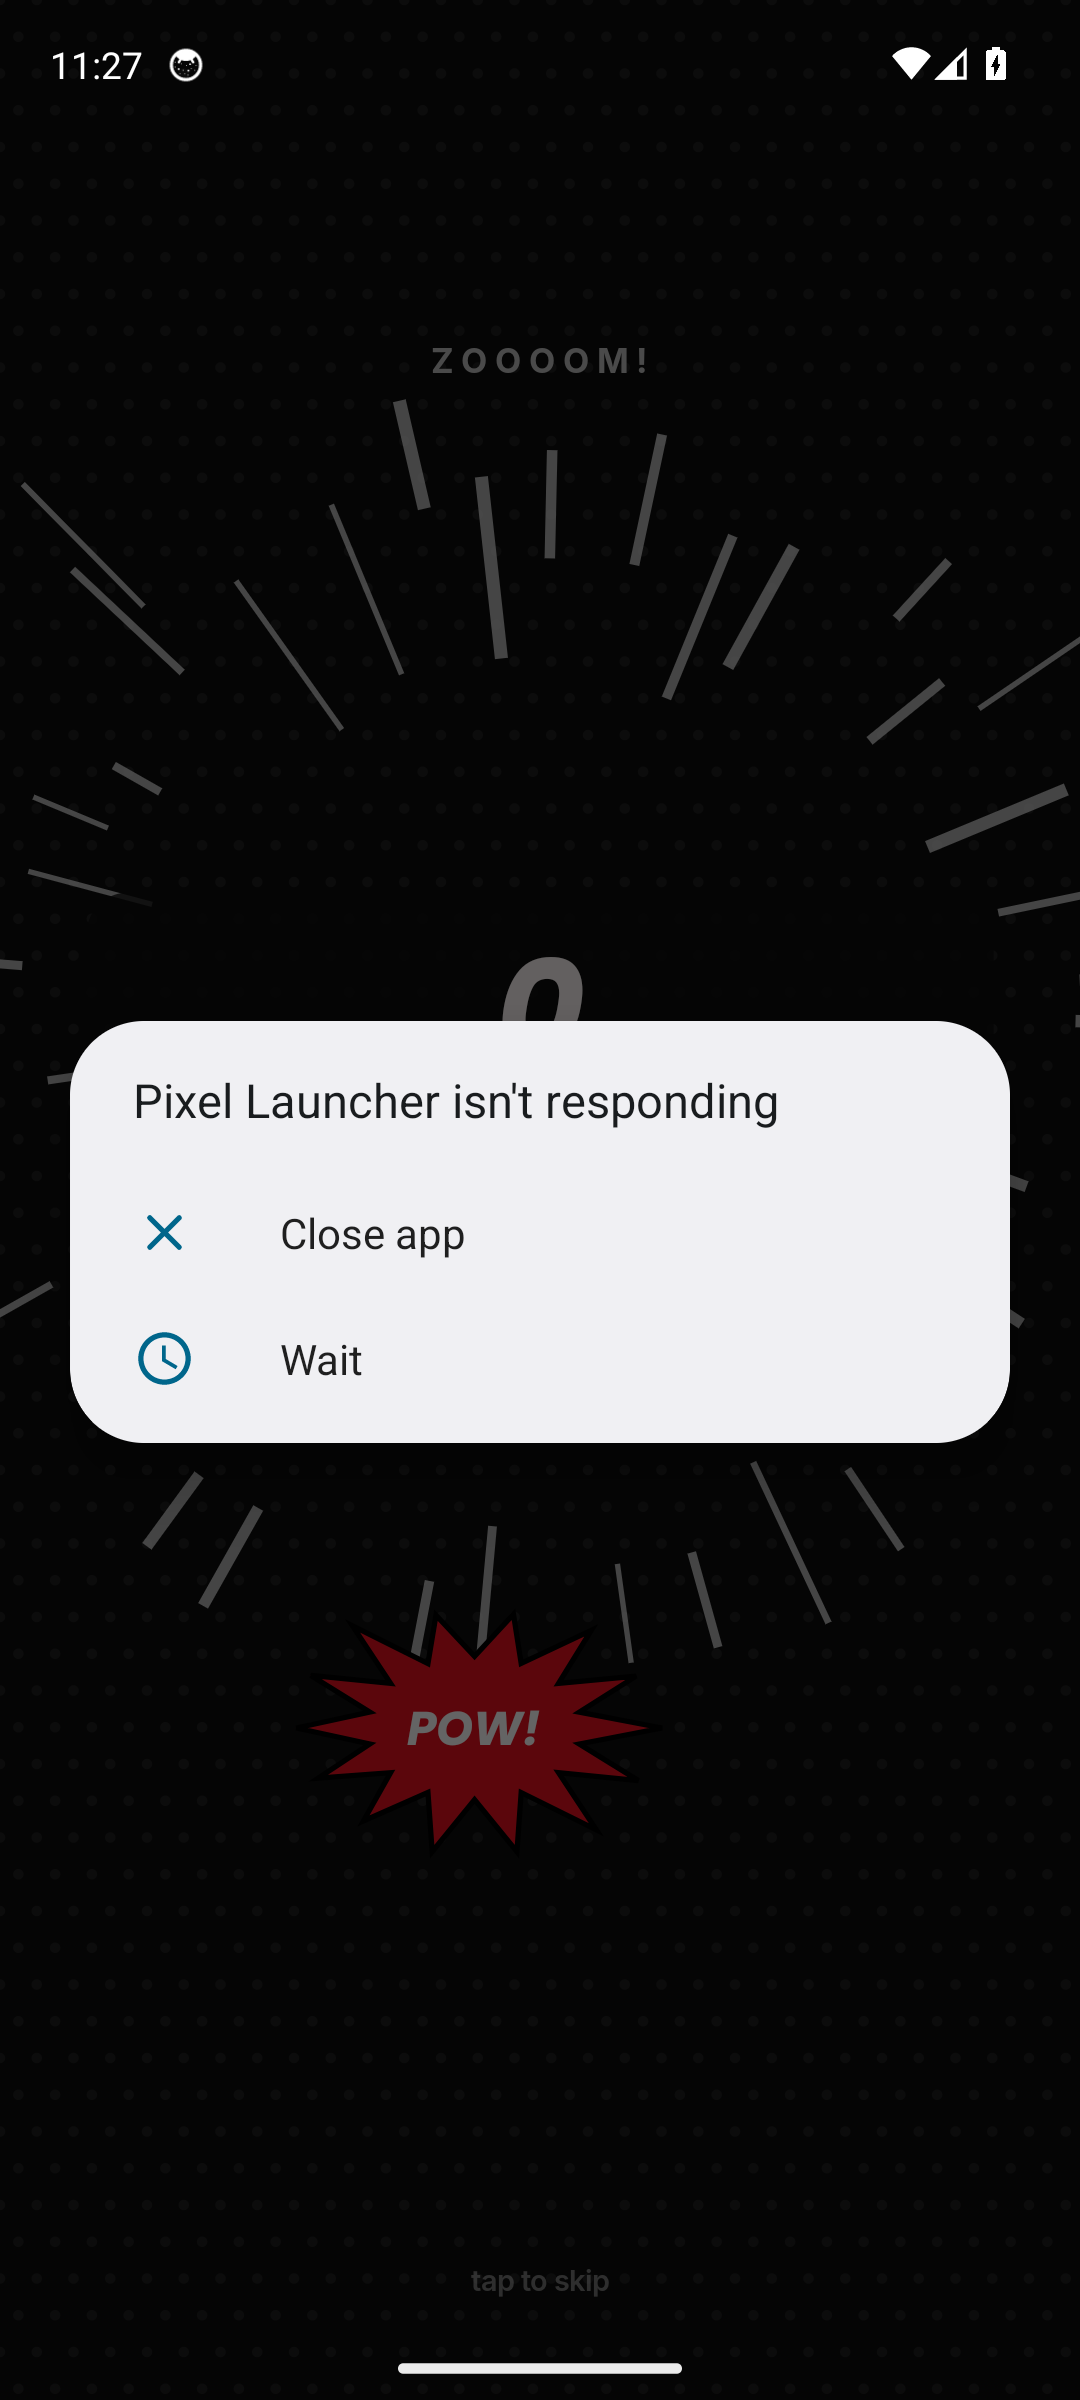 11:27
ZOOOOM!
Pixel Launcher isn't responding
Close app
Wait
POW!
tap to skip